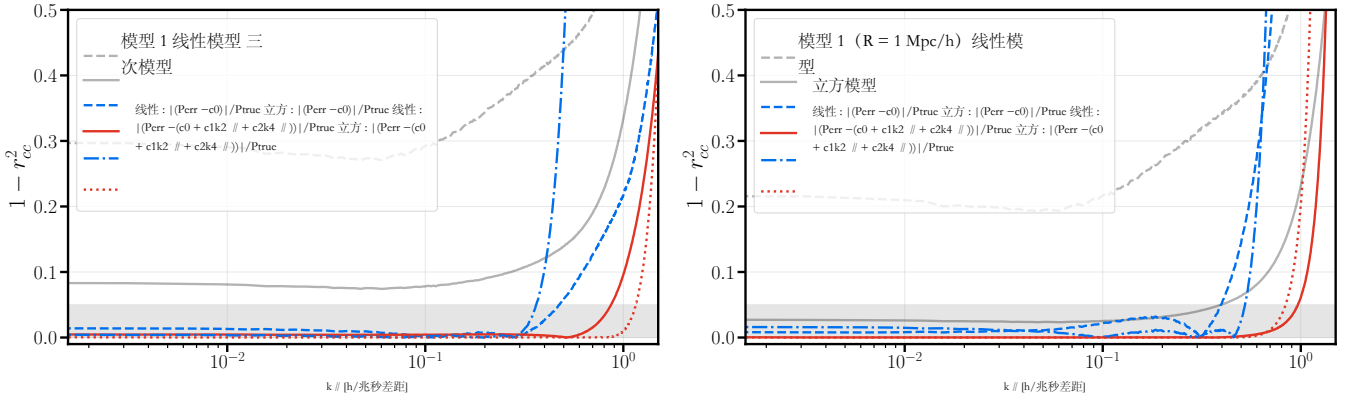 0.5
0.4
0.3
0.2
0.1
0.0
1 − r²cc
模型 1 线性模型 三
次模型
线性 : |(Perr −c0)|/Ptrue 立方 : |(Perr −c0)|/Ptrue 线性 :
|(Perr −(c0 + c1k2 ∥ + c2k4 ∥))|/Ptrue 立方 : |(Perr −(c0
+ c1k2 ∥ + c2k4 ∥))|/Ptrue
10⁻² 10⁻¹ 10⁰
k ∥ [h/兆秒差距]
0.5
0.4
0.3
0.2
0.1
0.0
1 − r²cc
模型 1（R = 1 Mpc/h）线性模
型
立方模型
线性 : |(Perr −c0)|/Ptrue 立方 : |(Perr −c0)|/Ptrue 线性 :
|(Perr −(c0 + c1k2 ∥ + c2k4 ∥))|/Ptrue 立方 : |(Perr −(c0
+ c1k2 ∥ + c2k4 ∥))|/Ptrue
10⁻² 10⁻¹ 10⁰
k ∥ [h/兆秒差距]